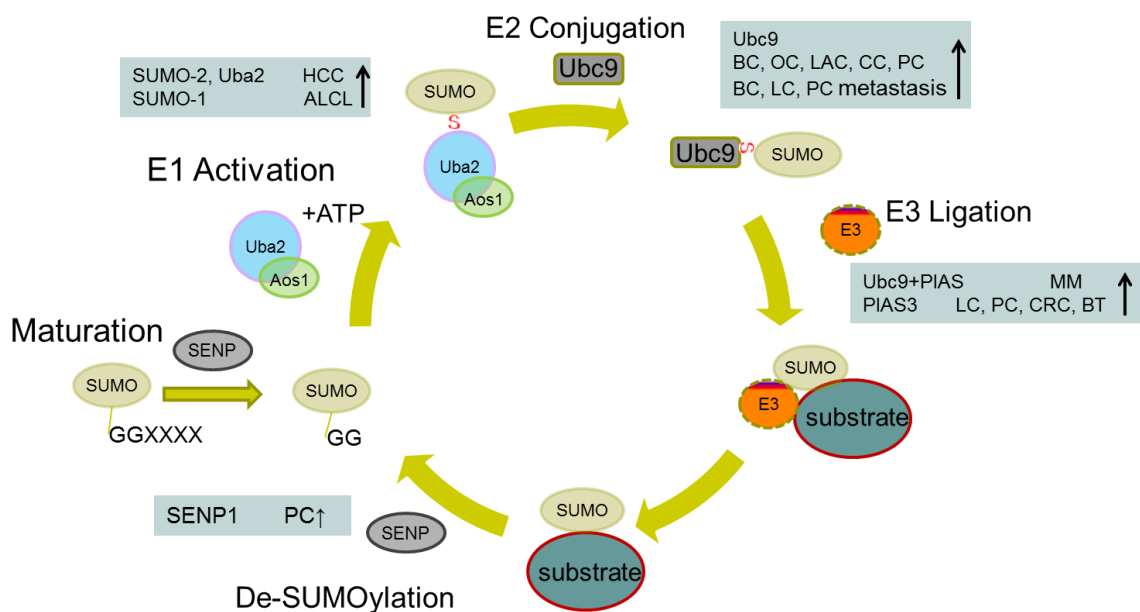 E2 Conjugation
Ubc9
SUMO-2, Uba2 HCC ↑
SUMO-1 ALCL
Ubc9
BC, OC, LAC, CC, PC
BC, LC, PC metastasis ↑
SUMO
S
Uba2
Aos1
Ubc9 S SUMO
E1 Activation
+ATP
Uba2
Aos1
E3 Ligation
E3
Ubc9+PIAS MM
PIAS3 LC, PC, CRC, BT ↑
Maturation
SENP
SUMO
GGXXXX
SUMO
GG
SUMO
E3
substrate
SENP1 PC↑
SENP
SUMO
substrate
De-SUMOylation